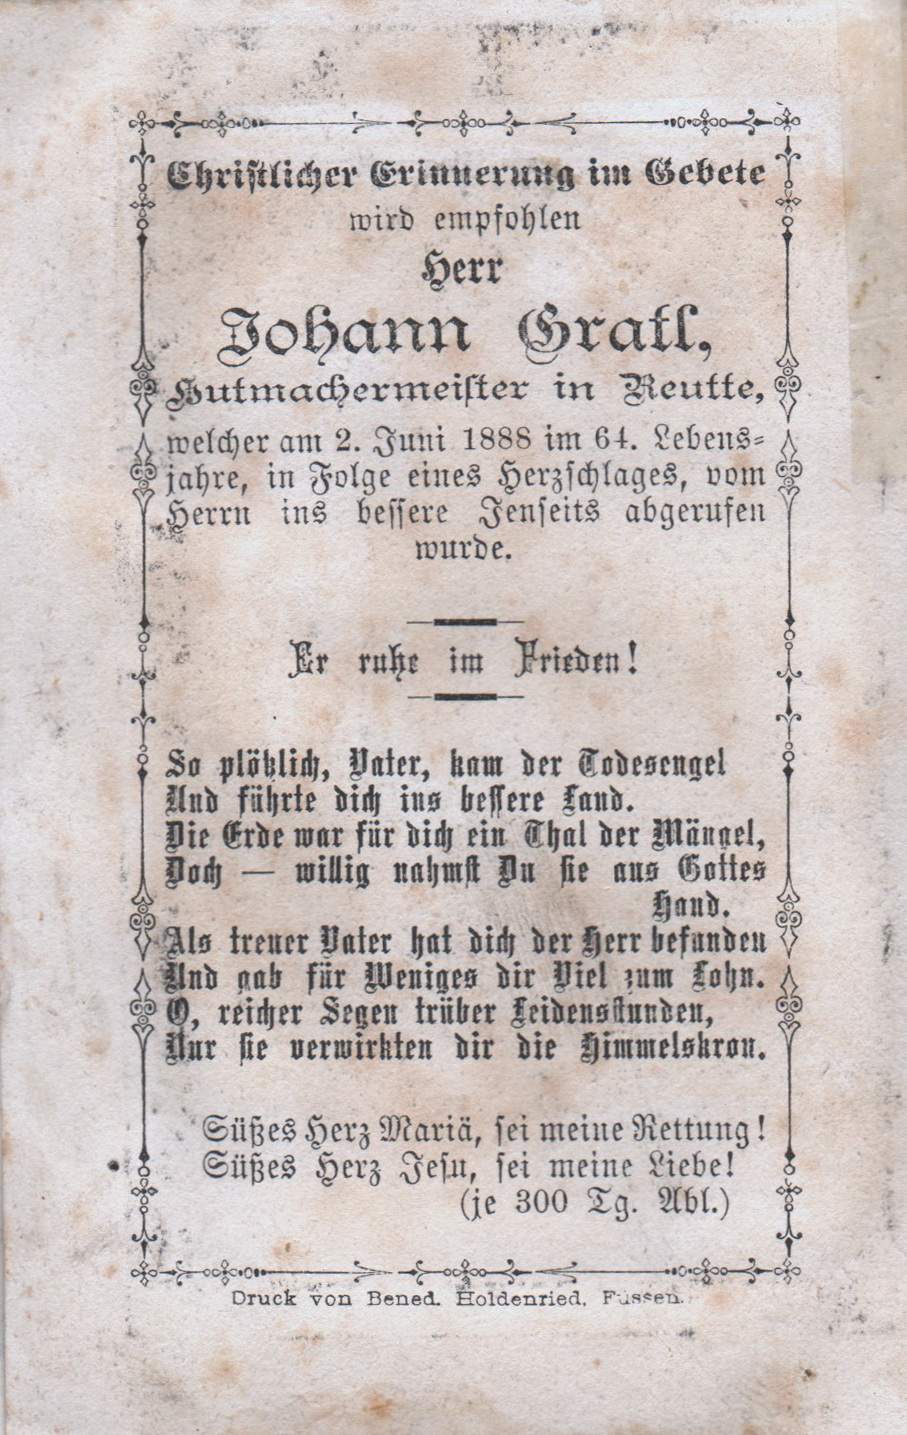 Christlicher Erinnerung im Gebete
wird empfohlen
Herr
Johann Gratl,
Hutmachermeister in Reutte,
welcher am 2. Juni 1888 im 64. Lebens-
jahre, in Folge eines Herzschlages, vom
Herrn ins bessere Jenseits abgerufen
wurde.
Er ruhe im Frieden!
So plötzlich, Vater, kam der Todesengel
Und führte dich ins bessere Land.
Die Erde war für dich ein Thal der Mängel,
Doch — willig nahmst Du sie aus Gottes
Hand.
Als treuer Vater hat dich der Herr befunden
Und gab für Weniges dir Viel zum Lohn.
O, reicher Segen trüber Leidensstunden,
Nur sie verwirkten dir die Himmelskron.
Süßes Herz Mariä, sei meine Rettung!
Süßes Herz Jesu, sei meine Liebe!
(je 300 Tg. Abl.)
Druck von Bened. Holdenried, Füssen.